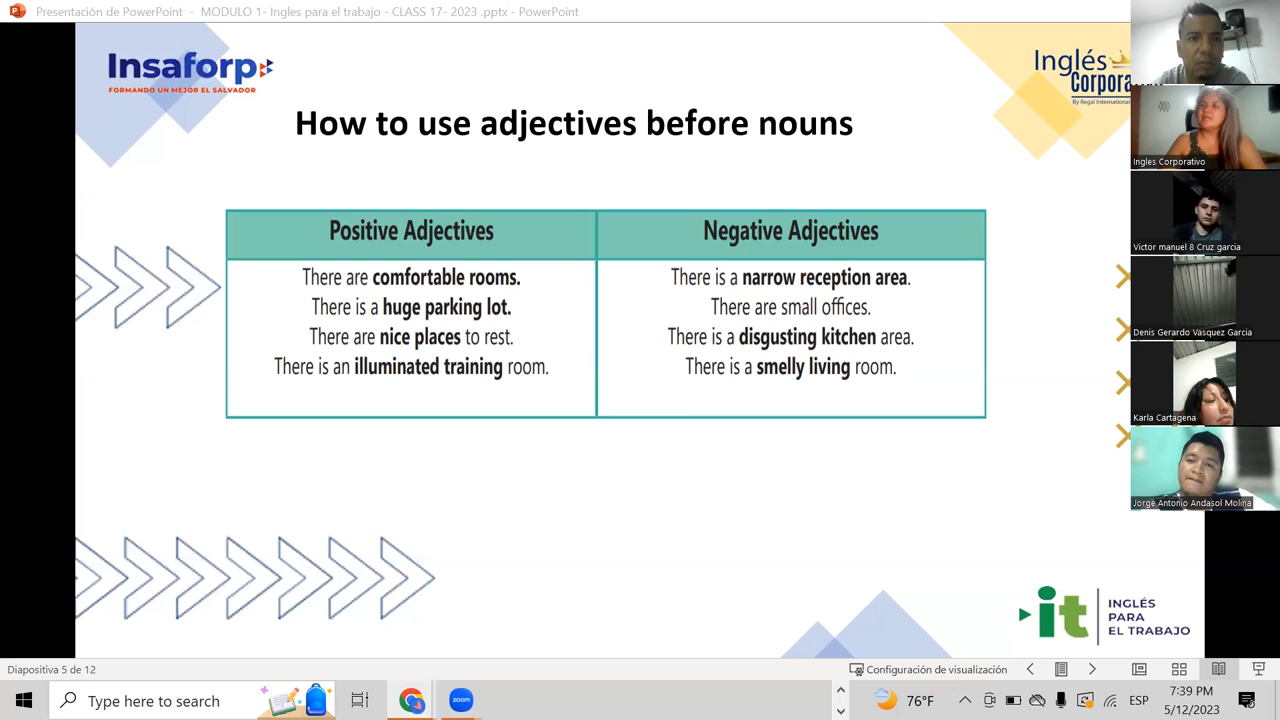 Presentación de PowerPoint - MODULO 1- Ingles para el trabajo - CLASS 17- 2023 .pptx - PowerPoint
Insaforp
FORMANDO UN MEJOR EL SALVADOR
Inglés
Corpora
By Regal International
How to use adjectives before nouns
Positive Adjectives
There are comfortable rooms.
There is a huge parking lot.
There are nice places to rest.
There is an illuminated training room.
Negative Adjectives
There is a narrow reception area.
There are small offices.
There is a disgusting kitchen area.
There is a smelly living room.
Ingles Corporativo
Victor manuel 8 Cruz garcia
Denis Gerardo Vasquez Garcia
Karla Cartagena
Jorge Antonio Andasol Molina
it
INGLÉS
PARA
EL TRABAJO
Diapositiva 5 de 12
Configuración de visualización
Type here to search
zoom
76°F
ESP
7:39 PM
5/12/2023